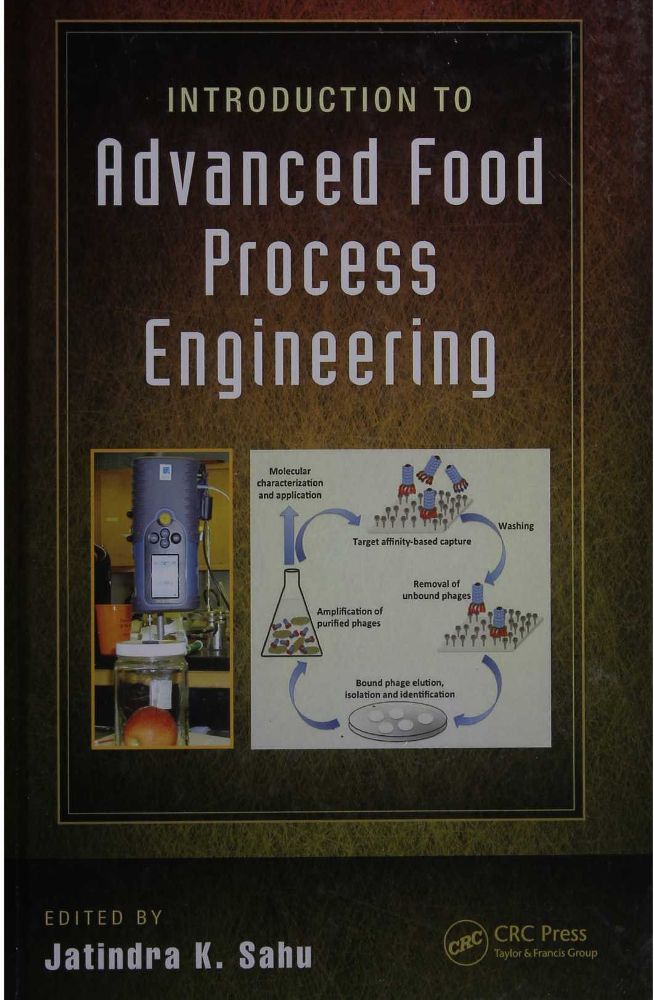 INTRODUCTION TO
Advanced Food
Process
Engineering
Molecular
characterization
and application
Target affinity-based capture
Washing
Removal of
unbound phages
Amplification of
purified phages
Bound phage elution,
isolation and identification
EDITED BY
Jatindra K. Sahu
CRC
CRC Press
Taylor & Francis Group